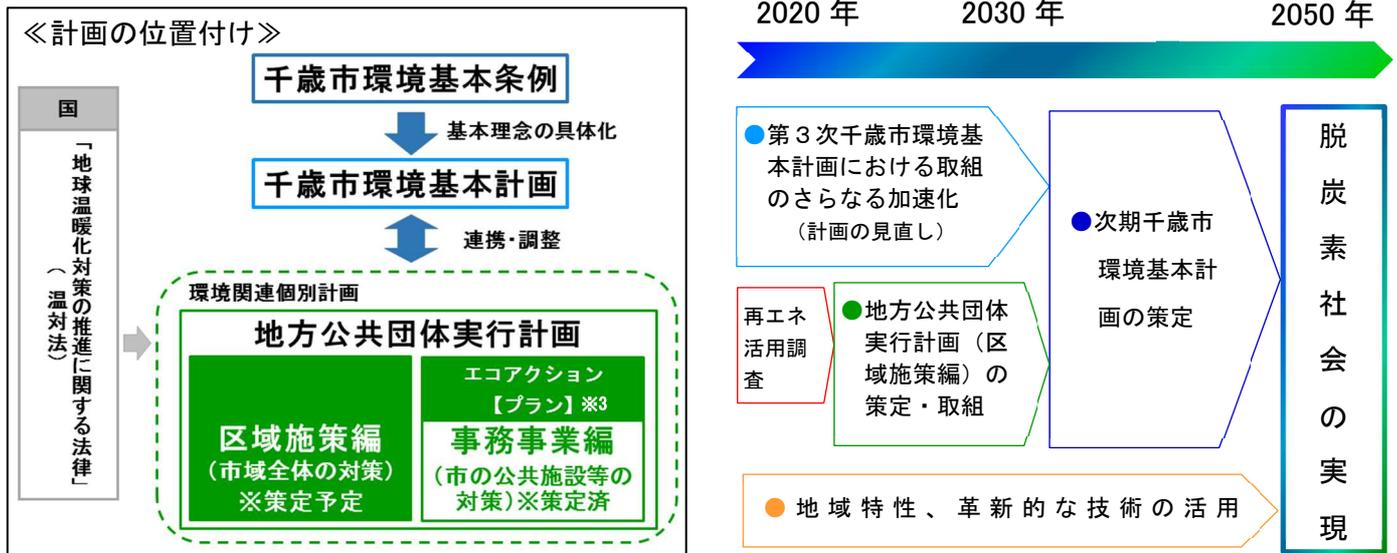 ≪計画の位置付け≫
千歳市環境基本条例
基本理念の具体化
千歳市環境基本計画
連携・調整
国
「地球温暖化対策の推進に関する法律」
（温対法）
環境関連個別計画
地方公共団体実行計画
区域施策編
（市域全体の対策）
※策定予定
エコアクション
【プラン】※3
事務事業編
（市の公共施設等の
対策）※策定済
2020 年
2030 年
2050 年
●第３次千歳市環境基
本計画における取組
のさらなる加速化
（計画の見直し）
再エネ
活用調
査
●地方公共団体
実行計画（区
域施策編）の
策定・取組
●次期千歳市
環境基本計
画の策定
●地域特性、革新的な技術の活用
脱炭素社会の実現